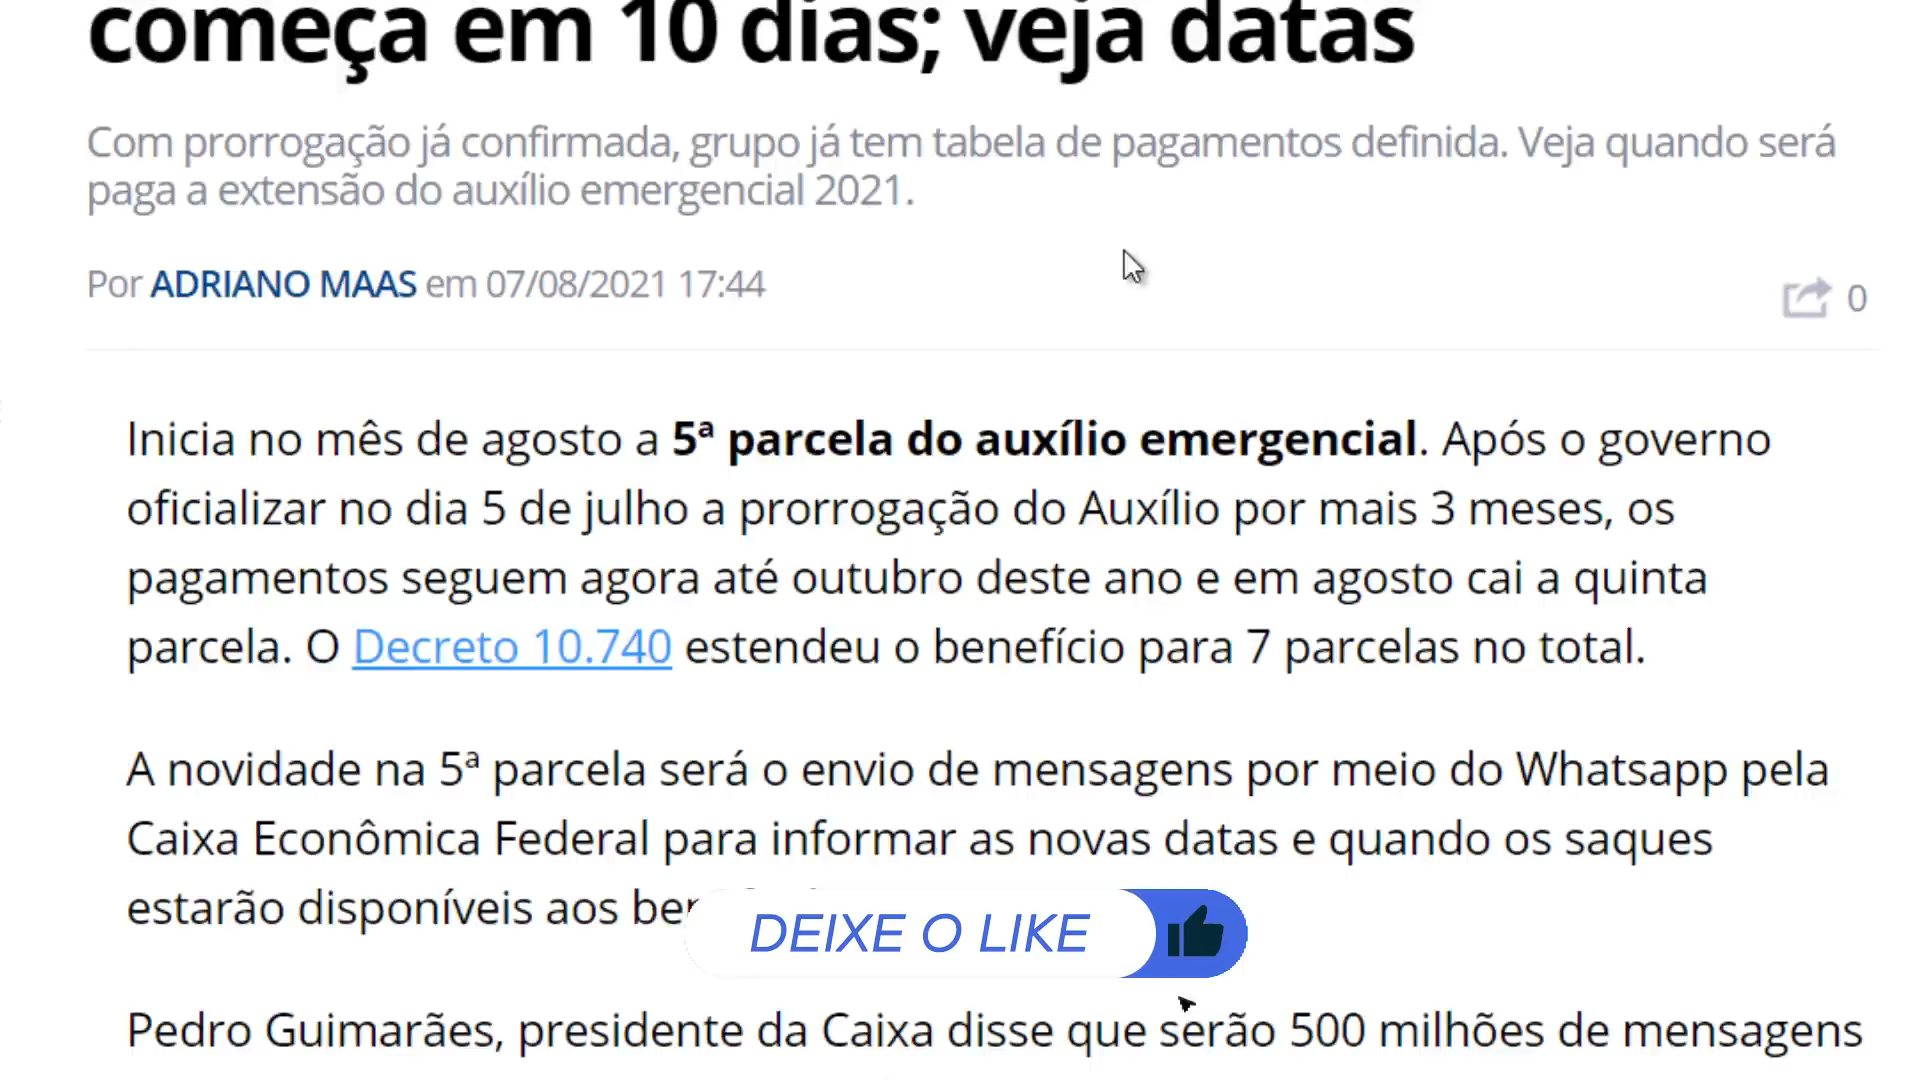 começa em 10 dias; veja datas
Com prorrogação já confirmada, grupo já tem tabela de pagamentos definida. Veja quando será
paga a extensão do auxílio emergencial 2021.
Por ADRIANO MAAS em 07/08/2021 17:44
0
Inicia no mês de agosto a 5ª parcela do auxílio emergencial. Após o governo
oficializar no dia 5 de julho a prorrogação do Auxílio por mais 3 meses, os
pagamentos seguem agora até outubro deste ano e em agosto cai a quinta
parcela. O Decreto 10.740 estendeu o benefício para 7 parcelas no total.
A novidade na 5ª parcela será o envio de mensagens por meio do Whatsapp pela
Caixa Econômica Federal para informar as novas datas e quando os saques
estarão disponíveis aos
DEIXE O LIKE
Pedro Guimarães, presidente da Caixa disse que serão 500 milhões de mensagens